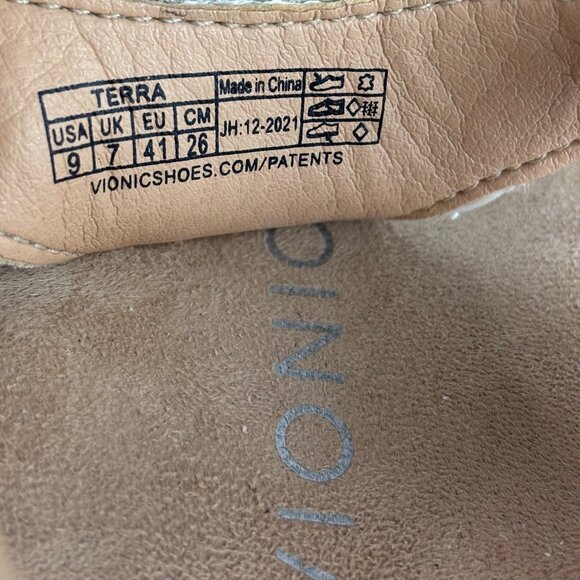 TERRA
USA UK EU CM
9 7 41 26
Made in China
JH:12-2021
VIONICSHOES.COM/PATENTS
VIONIC